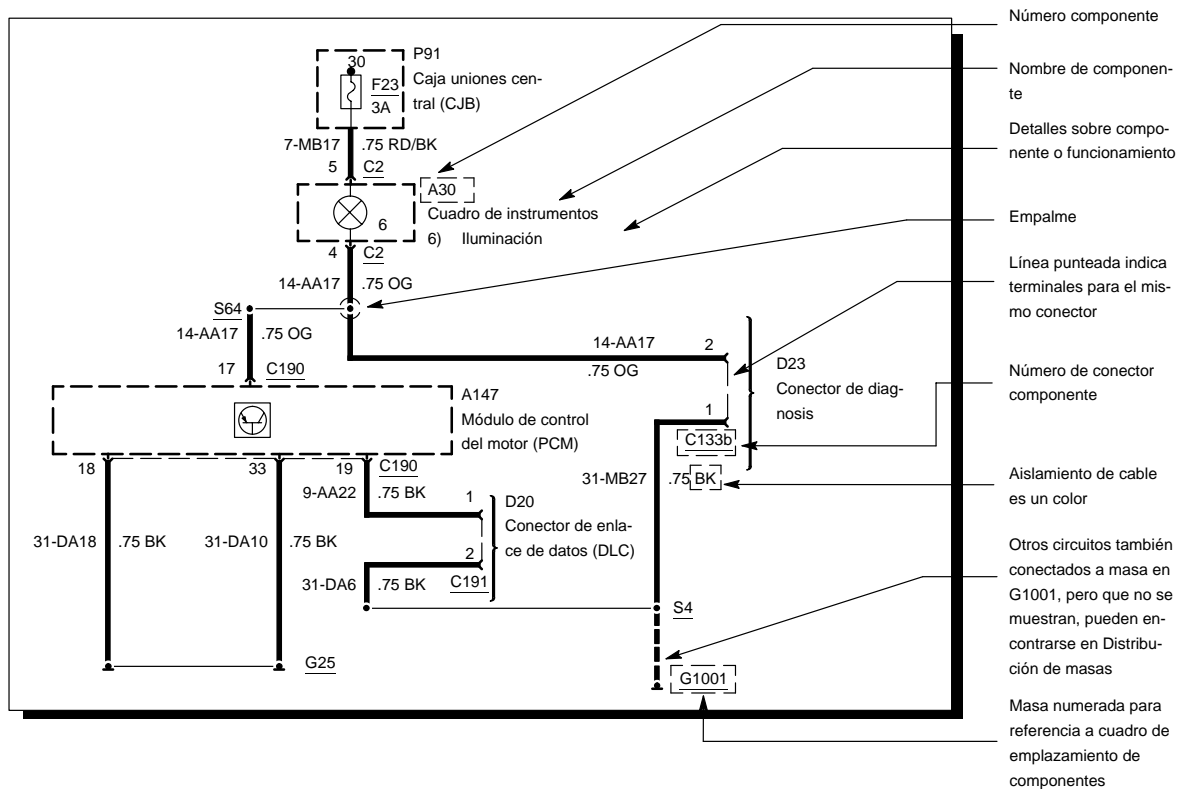 P91
Caja uniones cen-
tral (CJB)
30
F23
3A
7-MB17 .75 RD/BK
5 C2
A30
Cuadro de instrumentos
6) Iluminación
6
4 C2
14-AA17 .75 OG
S64
14-AA17 .75 OG
17 C190
14-AA17
.75 OG
2
D23
Conector de diag-
nosis
1
C133b
31-MB27 .75 BK
A147
Módulo de control
del motor (PCM)
18 33 19 C190
9-AA22 .75 BK
1
D20
Conector de enla-
ce de datos (DLC)
2
31-DA18 .75 BK
31-DA10 .75 BK
31-DA6 .75 BK
C191
S4
G25
G1001
Número componente
Nombre de componen-
te
Detalles sobre compo-
nente o funcionamiento
Empalme
Línea punteada indica
terminales para el mis-
mo conector
Número de conector
componente
Aislamiento de cable
es un color
Otros circuitos también
conectados a masa en
G1001, pero que no se
muestran, pueden en-
contrarse en Distribu-
ción de masas
Masa numerada para
referencia a cuadro de
emplazamiento de
componentes